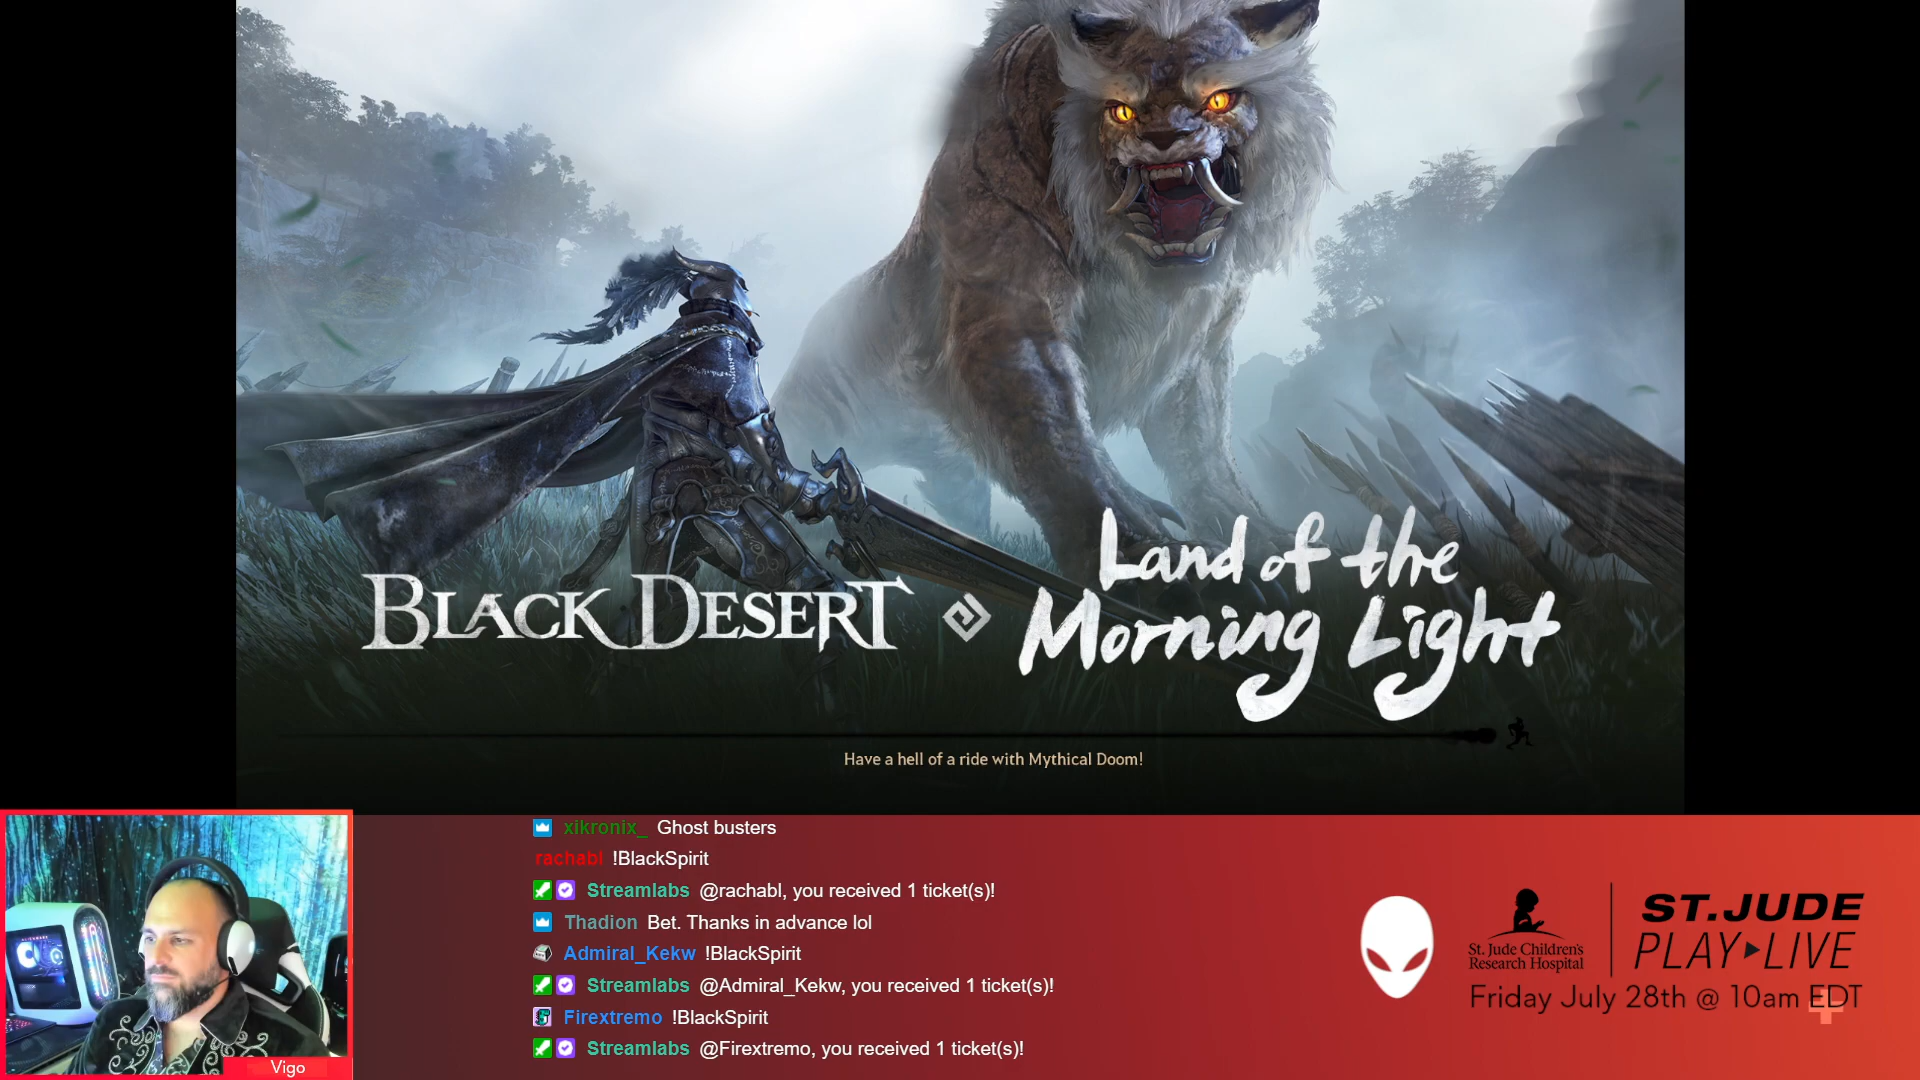 BLACK DESERT
Land of the
Morning Light
Have a hell of a ride with Mythical Doom!
xikronix_ Ghost busters
rachabl !BlackSpirit
Streamlabs @rachabl, you received 1 ticket(s)!
Thadion Bet. Thanks in advance lol
Admiral_Kekw !BlackSpirit
Streamlabs @Admiral_Kekw, you received 1 ticket(s)!
Firextremo !BlackSpirit
Streamlabs @Firextremo, you received 1 ticket(s)!
Vigo
St. Jude Children's
Research Hospital
ST.JUDE
PLAY LIVE
Friday July 28th @ 10am EDT